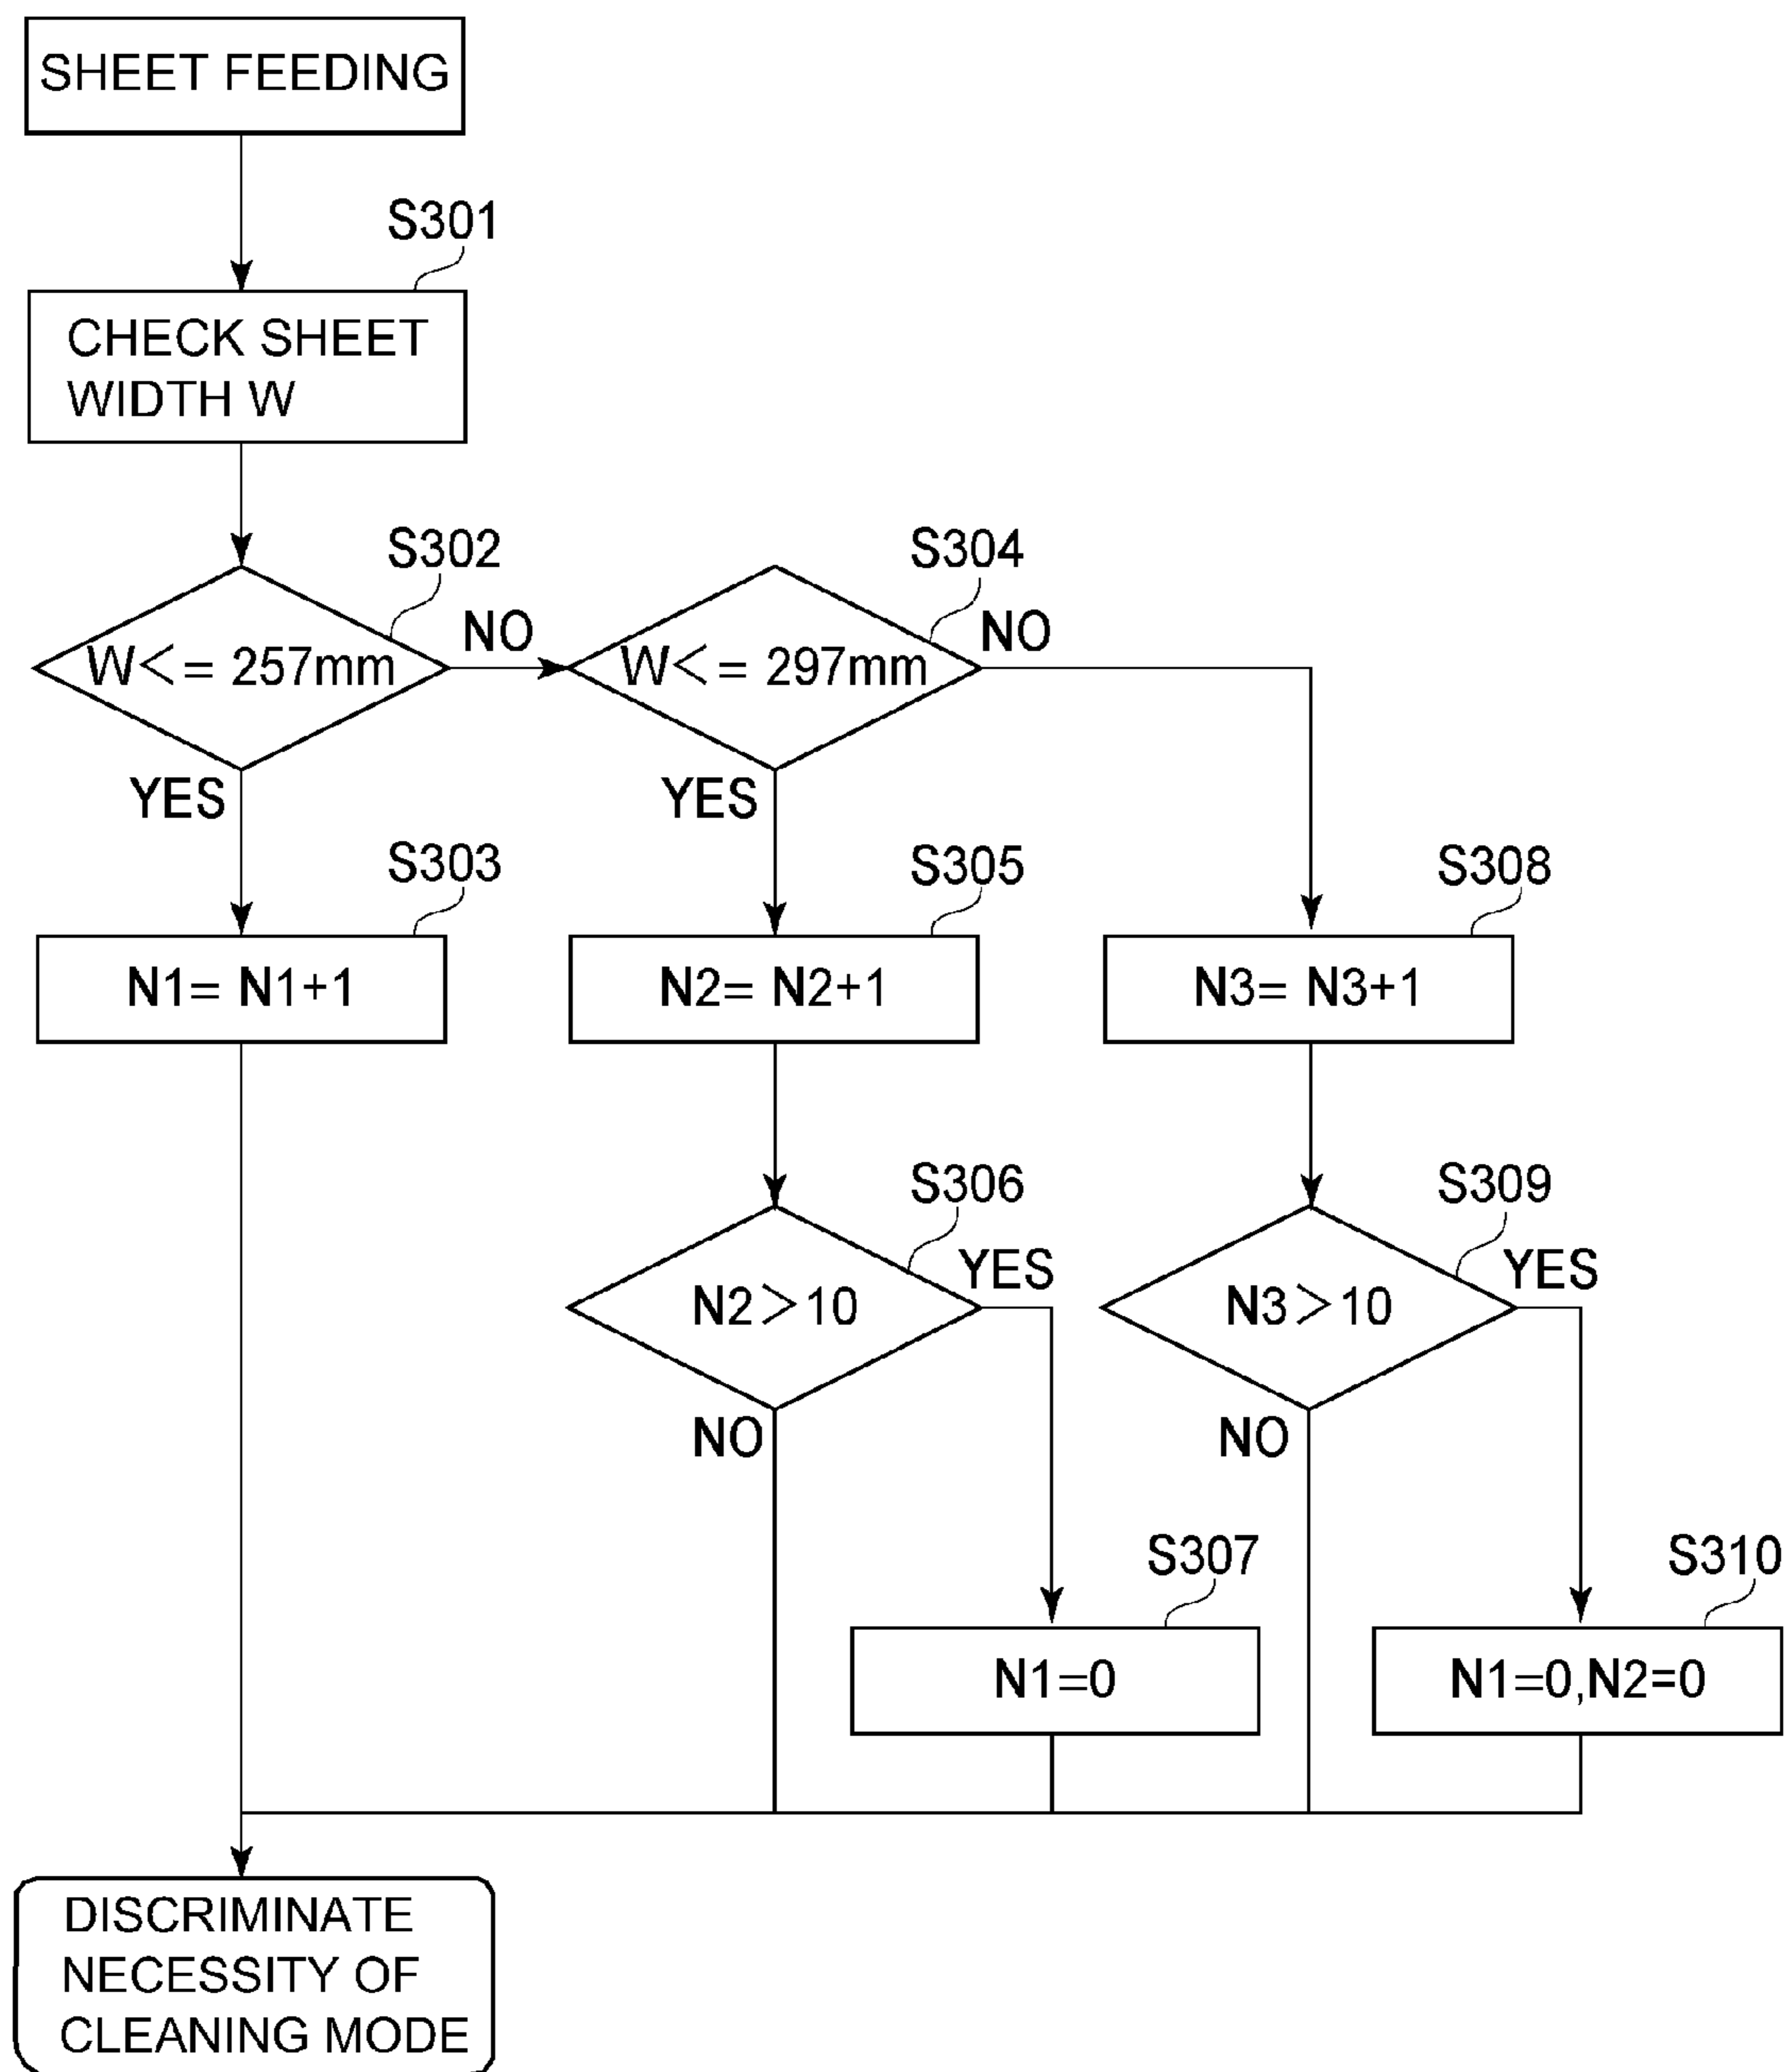 SHEET FEEDING
S301
CHECK SHEET
WIDTH W
S302
S304
W<= 257mm
NO
W<= 297mm
NO
YES
YES
S303
S305
S308
N1= N1+1
N2= N2+1
N3= N3+1
S306
S309
N2>10
YES
N3>10
YES
NO
NO
S307
S310
N1=0
N1=0,N2=0
DISCRIMINATE
NECESSITY OF
CLEANING MODE